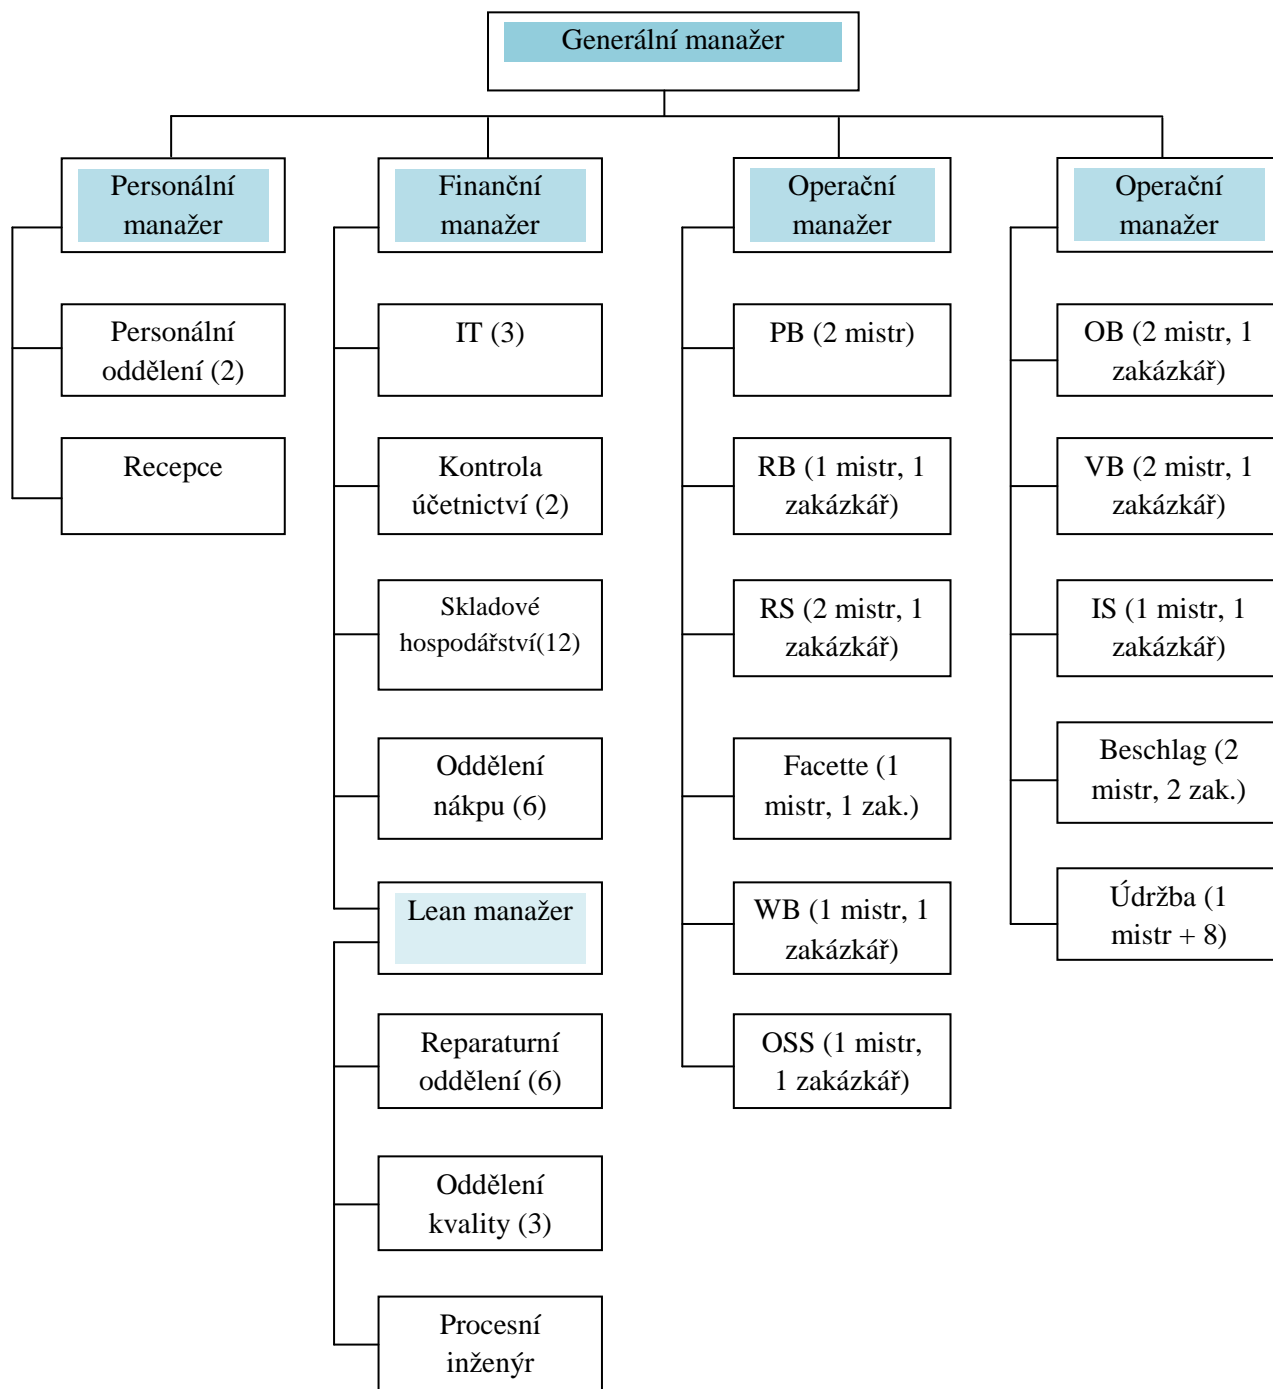 Generální manažer
Personální
manažer
Finanční
manažer
Operační
manažer
Operační
manažer
Personální
oddělení (2)
Recepce
IT (3)
Kontrola
účetnictví (2)
Skladové
hospodářství(12)
Oddělení
nákpu (6)
Lean manažer
Reparaturní
oddělení (6)
Oddělení
kvality (3)
Procesní
inženýr
PB (2 mistr)
RB (1 mistr, 1
zakázkář)
RS (2 mistr, 1
zakázkář)
Facette (1
mistr, 1 zak.)
WB (1 mistr, 1
zakázkář)
OSS (1 mistr,
1 zakázkář)
OB (2 mistr, 1
zakázkář)
VB (2 mistr, 1
zakázkář)
IS (1 mistr, 1
zakázkář)
Beschlag (2
mistr, 2 zak.)
Údržba (1
mistr + 8)